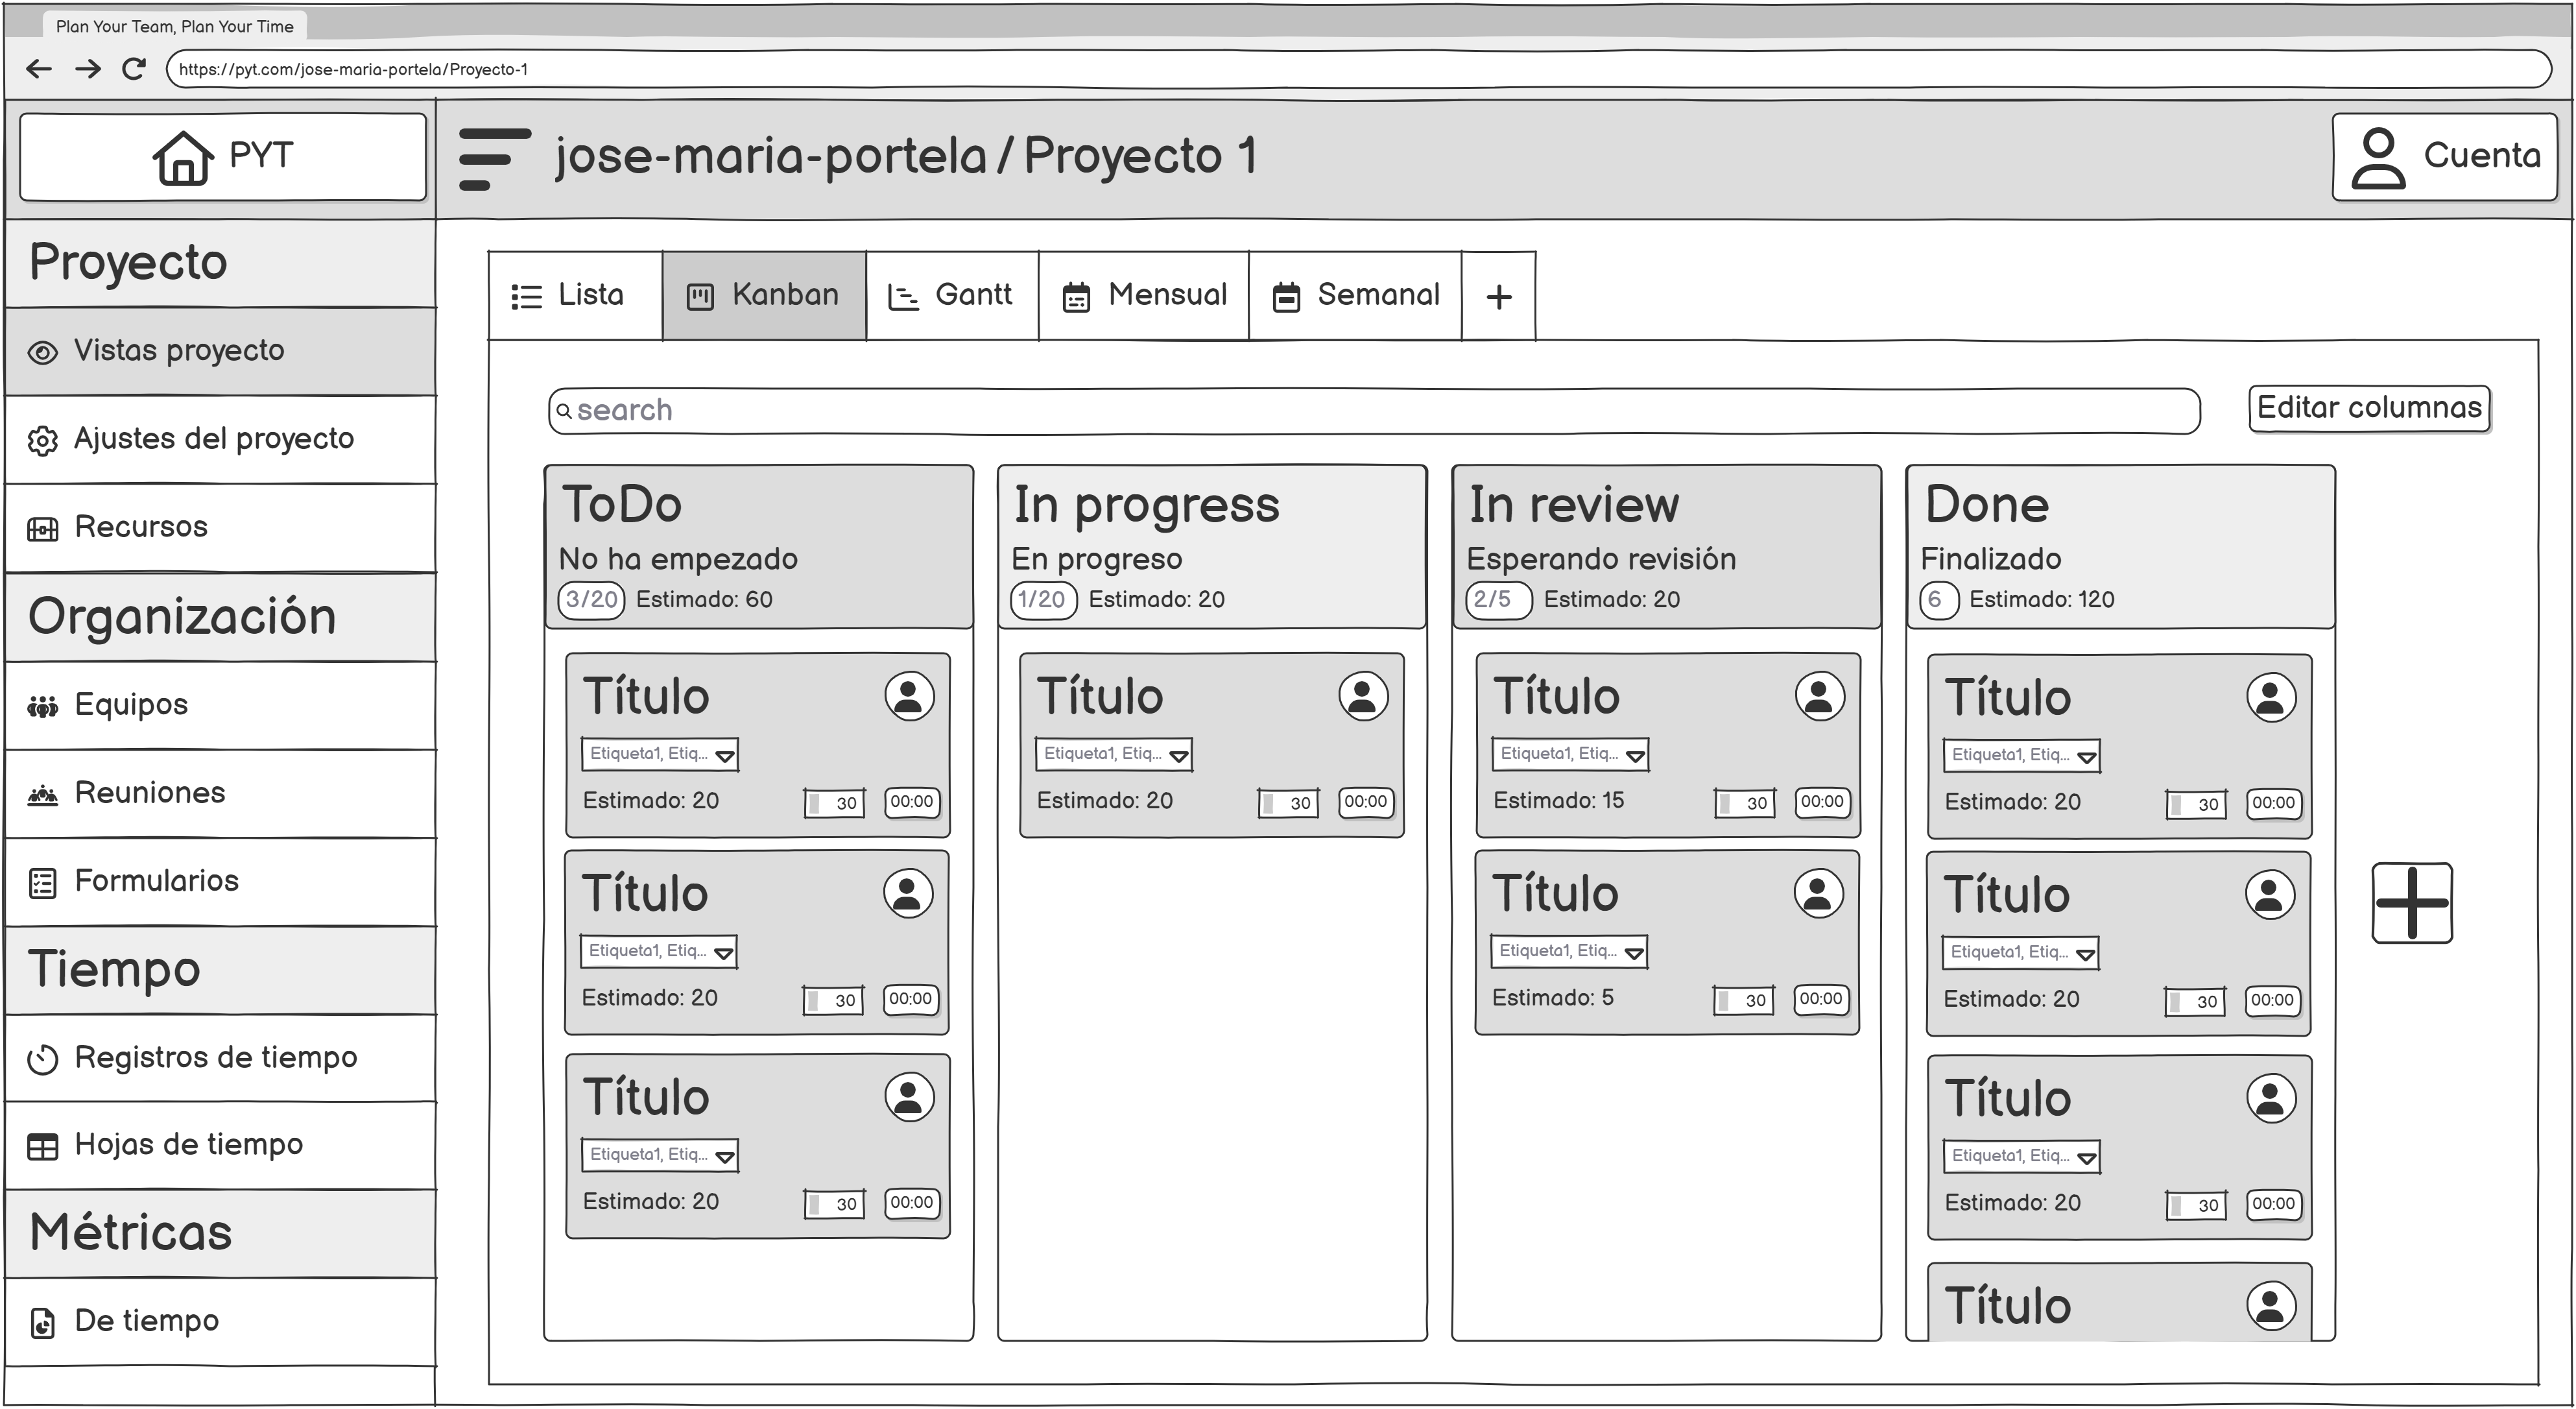 Plan Your Team, Plan Your Time
https://pyt.com/jose-maria-portela/Proyecto-1
PYT
jose-maria-portela / Proyecto 1
Cuenta
Proyecto
Vistas proyecto
Ajustes del proyecto
Recursos
Organización
Equipos
Reuniones
Formularios
Tiempo
Registros de tiempo
Hojas de tiempo
Métricas
De tiempo
Lista
Kanban
Gantt
Mensual
Semanal
+
search
Editar columnas
ToDo
No ha empezado
3/20 Estimado: 60
Título
Etiqueta1, Etiq...
Estimado: 20 30 00:00
Título
Etiqueta1, Etiq...
Estimado: 20 30 00:00
Título
Etiqueta1, Etiq...
Estimado: 20 30 00:00
In progress
En progreso
1/20 Estimado: 20
Título
Etiqueta1, Etiq...
Estimado: 20 30 00:00
In review
Esperando revisión
2/5 Estimado: 20
Título
Etiqueta1, Etiq...
Estimado: 15 30 00:00
Título
Etiqueta1, Etiq...
Estimado: 5 30 00:00
Done
Finalizado
6 Estimado: 120
Título
Etiqueta1, Etiq...
Estimado: 20 30 00:00
Título
Etiqueta1, Etiq...
Estimado: 20 30 00:00
Título
Etiqueta1, Etiq...
Estimado: 20 30 00:00
Título